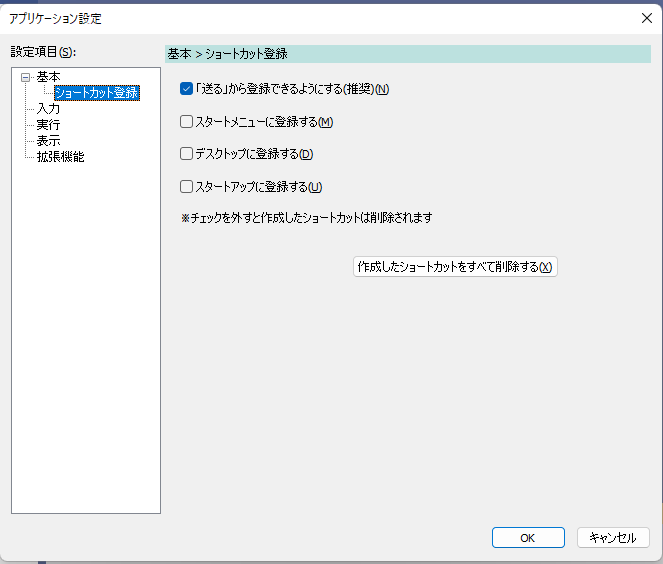 アプリケーション設定
設定項目(S):
基本
ショートカット登録
入力
実行
表示
拡張機能
基本 > ショートカット登録
「送る」から登録できるようにする(推奨)(N)
スタートメニューに登録する(M)
デスクトップに登録する(D)
スタートアップに登録する(U)
※チェックを外すと作成したショートカットは削除されます
作成したショートカットをすべて削除する(X)
OK
キャンセル